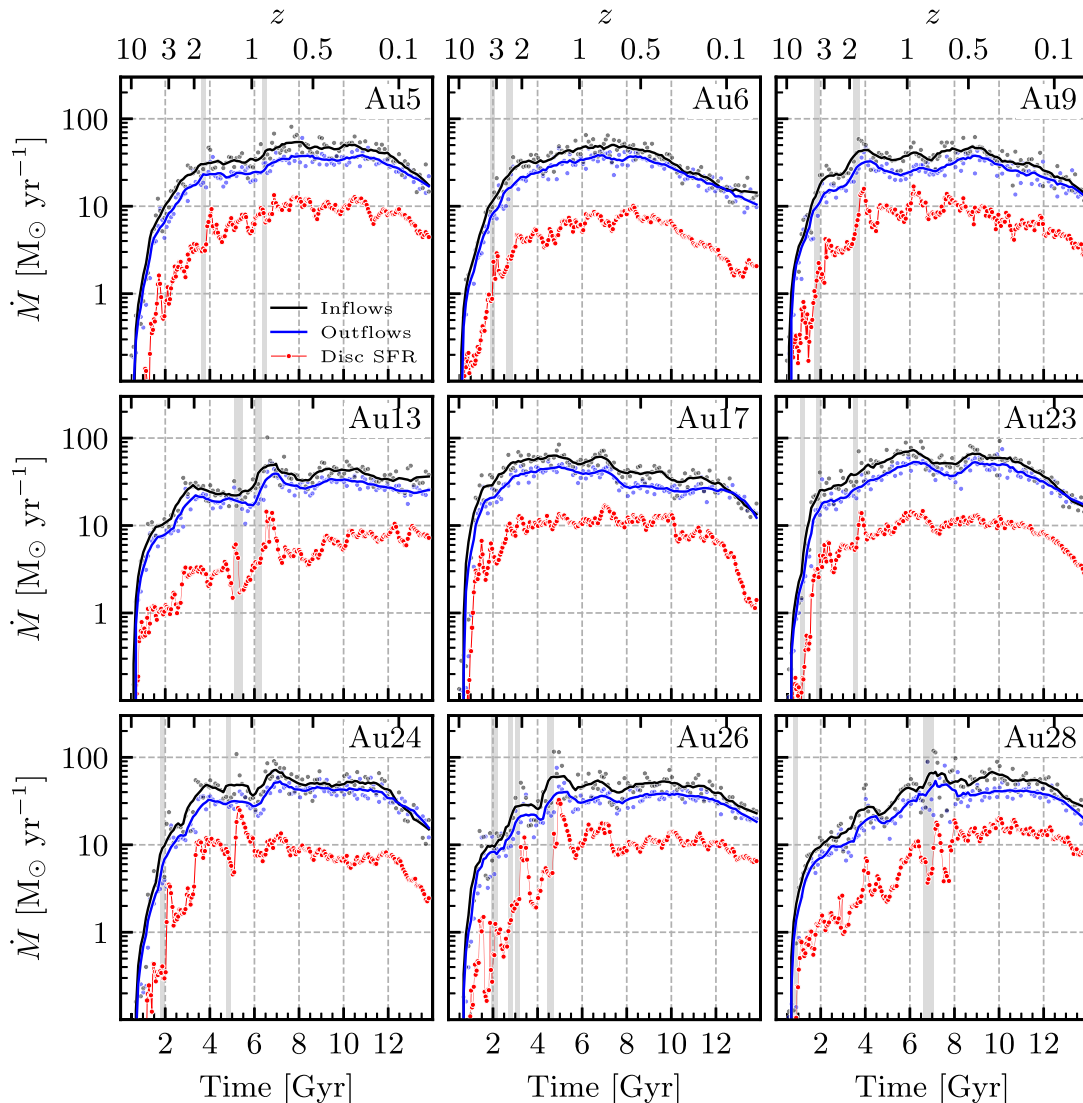 z z z
10 3 2 1 0.5 0.1 10 3 2 1 0.5 0.1 10 3 2 1 0.5 0.1
Au5 Au6 Au9
100
10
1
Ṁ [M⊙ yr⁻¹]
Inflows
Outflows
Disc SFR
Au13 Au17 Au23
100
10
1
Ṁ [M⊙ yr⁻¹]
Au24 Au26 Au28
100
10
1
Ṁ [M⊙ yr⁻¹]
2 4 6 8 10 12 2 4 6 8 10 12 2 4 6 8 10 12
Time [Gyr] Time [Gyr] Time [Gyr]